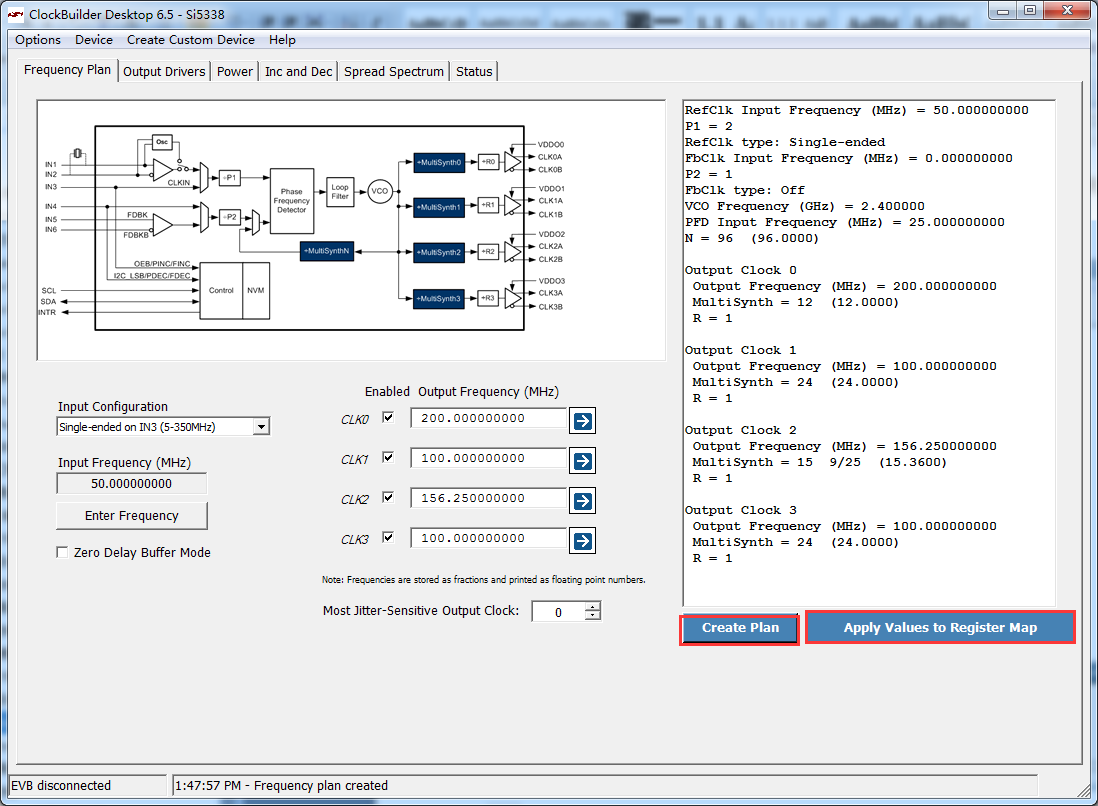 ClockBuilder Desktop 6.5 - Si5338
Options Device Create Custom Device Help
Frequency Plan Output Drivers Power Inc and Dec Spread Spectrum Status
Osc
IN1
IN2
IN3
CLKIN
÷P1
IN4
IN5
IN6
FDBK
FDBKB
÷P2
Phase
Frequency
Detector
Loop
Filter
VCO
÷MultiSynthN
÷MultiSynth0
÷R0
VDDO0
CLK0A
CLK0B
÷MultiSynth1
÷R1
VDDO1
CLK1A
CLK1B
÷MultiSynth2
÷R2
VDDO2
CLK2A
CLK2B
÷MultiSynth3
÷R3
VDDO3
CLK3A
CLK3B
OEB/PINC/FINC
I2C_LSB/PDEC/FDEC
SCL
SDA
INTR
Control
NVM
Input Configuration
Single-ended on IN3 (5-350MHz)
Input Frequency (MHz)
50.000000000
Enter Frequency
Zero Delay Buffer Mode
Enabled Output Frequency (MHz)
CLK0 200.000000000
CLK1 100.000000000
CLK2 156.250000000
CLK3 100.000000000
Note: Frequencies are stored as fractions and printed as floating point numbers.
Most Jitter-Sensitive Output Clock: 0
RefClk Input Frequency (MHz) = 50.000000000
P1 = 2
RefClk type: Single-ended
FbClk Input Frequency (MHz) = 0.000000000
P2 = 1
FbClk type: Off
VCO Frequency (GHz) = 2.400000
PFD Input Frequency (MHz) = 25.000000000
N = 96 (96.0000)
Output Clock 0
Output Frequency (MHz) = 200.000000000
MultiSynth = 12 (12.0000)
R = 1
Output Clock 1
Output Frequency (MHz) = 100.000000000
MultiSynth = 24 (24.0000)
R = 1
Output Clock 2
Output Frequency (MHz) = 156.250000000
MultiSynth = 15 9/25 (15.3600)
R = 1
Output Clock 3
Output Frequency (MHz) = 100.000000000
MultiSynth = 24 (24.0000)
R = 1
Create Plan Apply Values to Register Map
EVB disconnected 1:47:57 PM - Frequency plan created